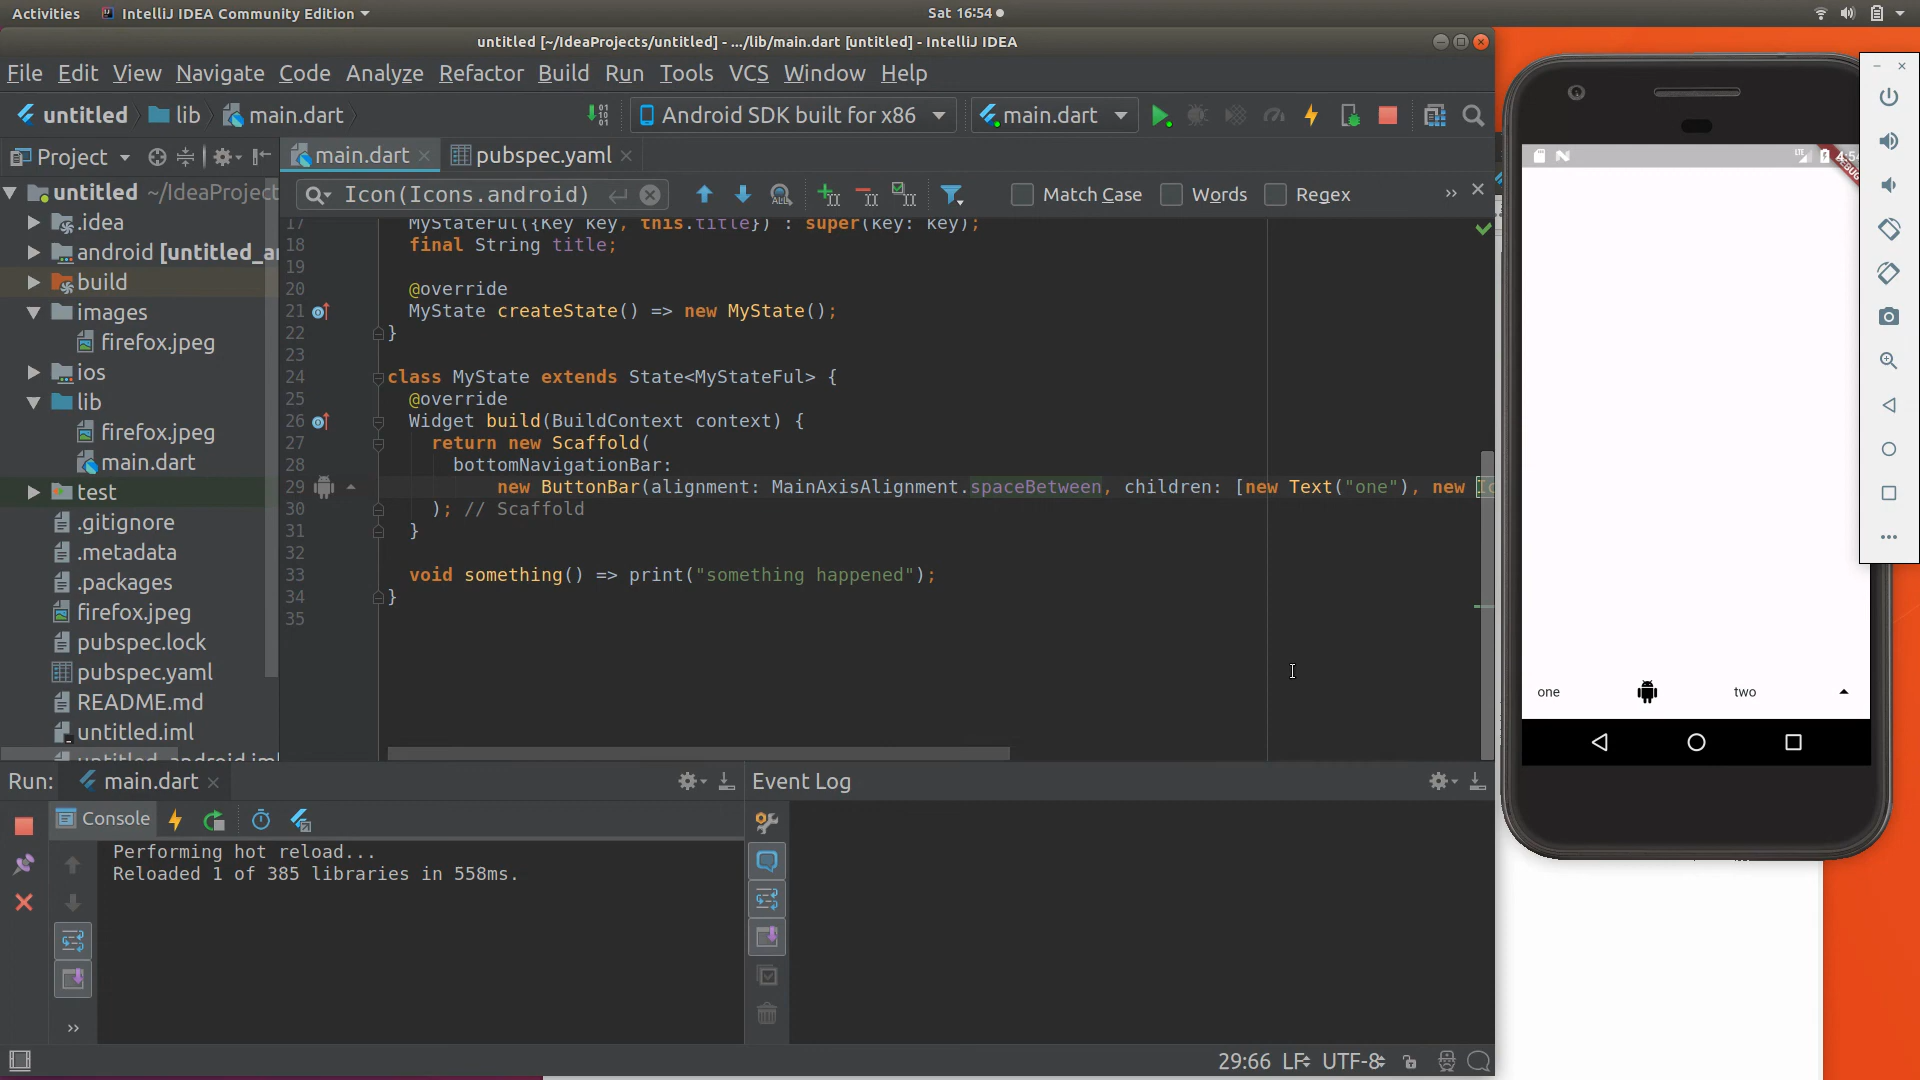 Activities
IntelliJ IDEA Community Edition
Sat 16:54
untitled [~/IdeaProjects/untitled] - .../lib/main.dart [untitled] - IntelliJ IDEA
File Edit View Navigate Code Analyze Refactor Build Run Tools VCS Window Help
untitled lib main.dart
Android SDK built for x86
main.dart
Project
main.dart
pubspec.yaml
Icon(Icons.android)
Match Case
Words
Regex
untitled ~/IdeaProject
.idea
android [untitled_a
build
images
firefox.jpeg
ios
lib
firefox.jpeg
main.dart
test
.gitignore
.metadata
.packages
firefox.jpeg
pubspec.lock
pubspec.yaml
README.md
untitled.iml
untitled_android.iml
17 MyStateFul({Key key, this.title}) : super(key: key);
18 final String title;
19
20 @override
21 MyState createState() => new MyState();
22 }
23
24 class MyState extends State<MyStateFul> {
25 @override
26 Widget build(BuildContext context) {
27 return new Scaffold(
28 bottomNavigationBar:
29 new ButtonBar(alignment: MainAxisAlignment.spaceBetween, children: [new Text("one"), new Ic
30 ); // Scaffold
31 }
32
33 void something() => print("something happened");
34 }
35
Run:
main.dart
Console
Performing hot reload...
Reloaded 1 of 385 libraries in 558ms.
Event Log
29:66 LF UTF-8
LTE
4:54
DEBUG
one
two